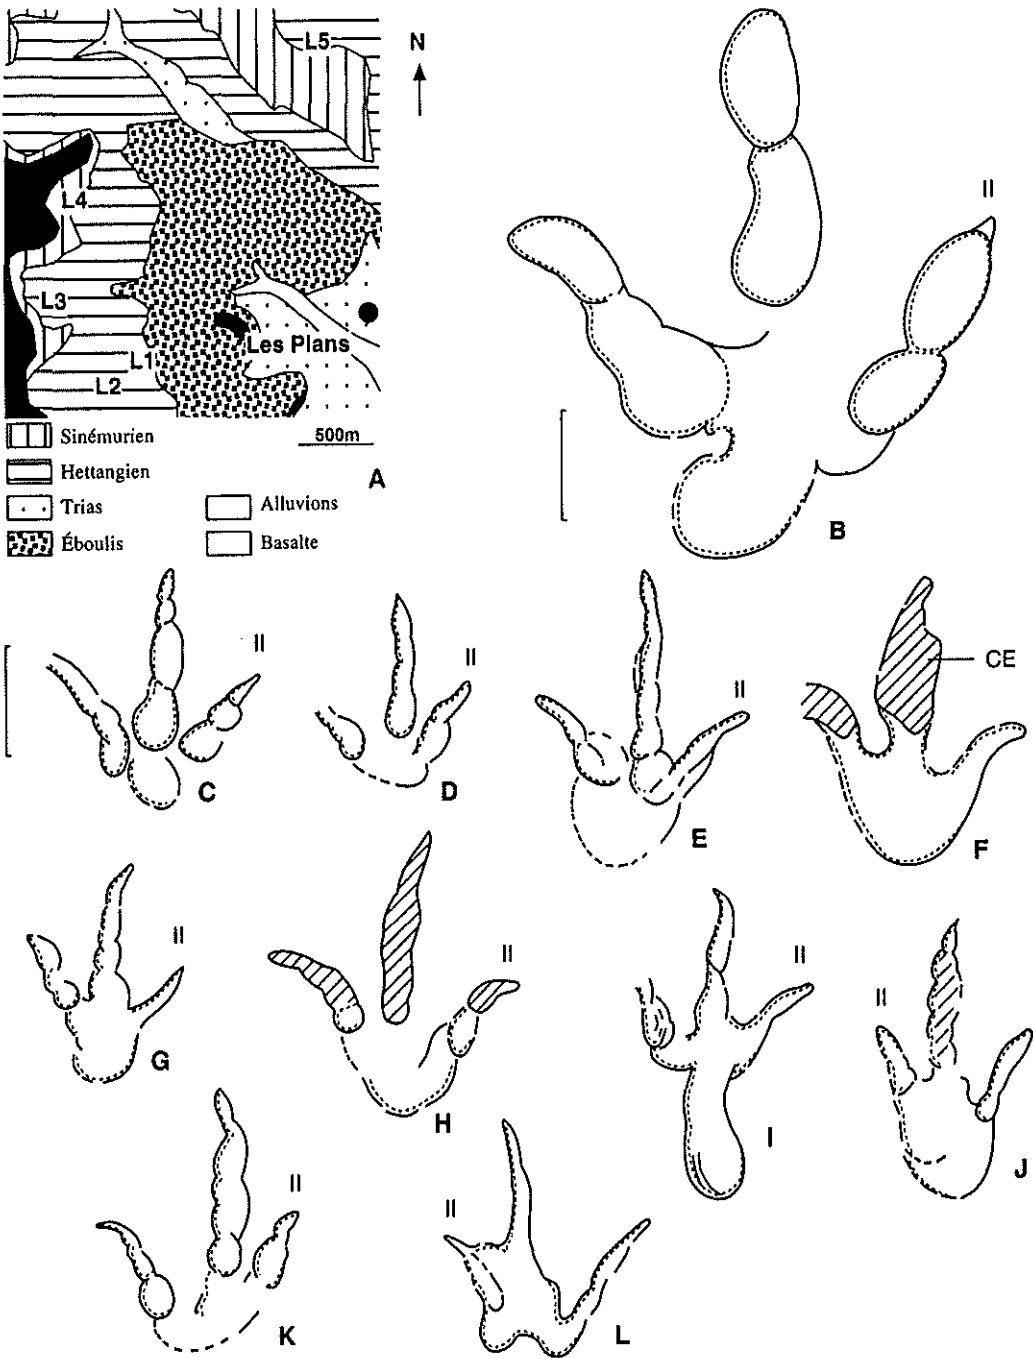 L5
N
L4
L3
L1
Les Plans
L2
500m
A
Sinémurien
Hettangien
Trias
Éboulis
Alluvions
Basalte
II
B
II
C
II
D
II
E
CE
F
II
G
II
H
II
I
II
J
II
K
II
L